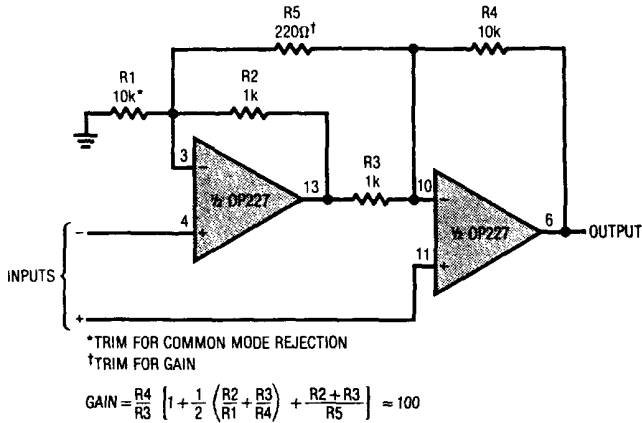 R5
220Ω†
R4
10k
R1
10k*
R2
1k
3
−
½ OP227
13
4
+
R3
1k
10
−
½ OP227
6
OUTPUT
11
+
−
INPUTS
+
*TRIM FOR COMMON MODE REJECTION
†TRIM FOR GAIN
GAIN = R4/R3 {1 + 1/2 (R2/R1 + R3/R4) + (R2 + R3)/R5} ≈ 100